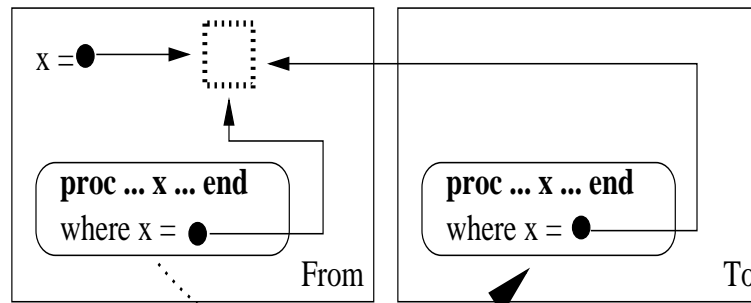 x =
proc ... x ... end
where x =
From
proc ... x ... end
where x =
To